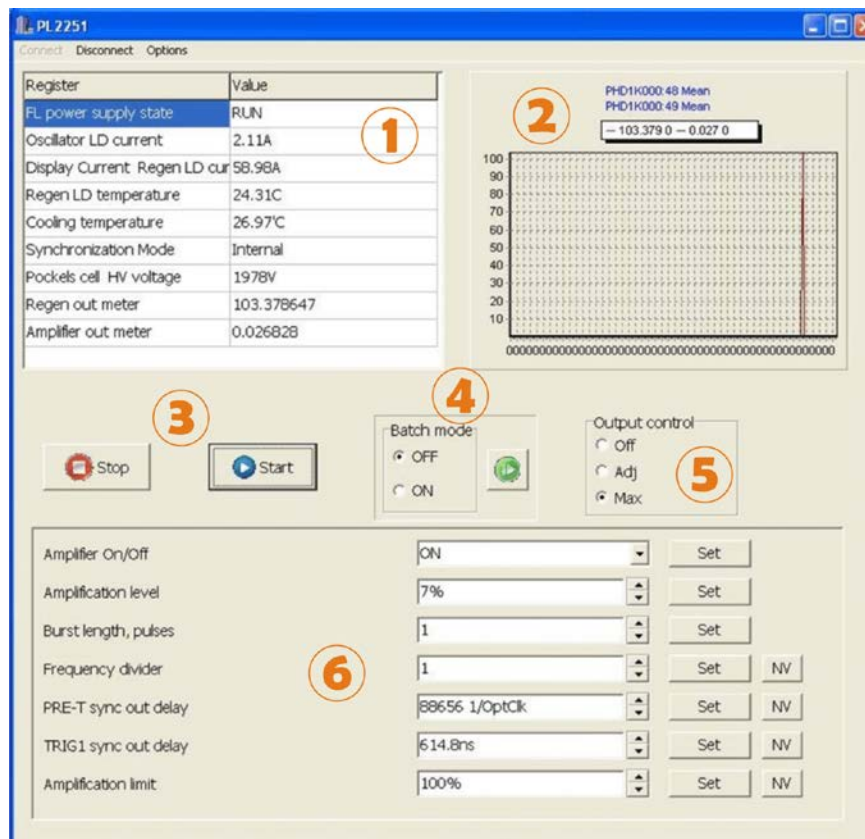 PL2251
Connect Disconnect Options
Register Value
FL power supply state RUN
Oscillator LD current 2.11A
Display Current Regen LD cur 58.98A
Regen LD temperature 24.31C
Cooling temperature 26.97'C
Synchronization Mode Internal
Pockels cell HV voltage 1978V
Regen out meter 103.378647
Amplifier out meter 0.026828
1
2
PHD1K000:48 Mean
PHD1K000:49 Mean
— 103.379 0 — 0.027 0
100
90
80
70
60
50
40
30
20
10
3
Stop
Start
4
Batch mode
OFF
ON
Output control
Off
Adj
Max
5
6
Amplifier On/Off ON Set
Amplification level 7% Set
Burst length, pulses 1 Set
Frequency divider 1 Set NV
PRE-T sync out delay 88656 1/OptClk Set NV
TRIG1 sync out delay 614.8ns Set NV
Amplification limit 100% Set NV